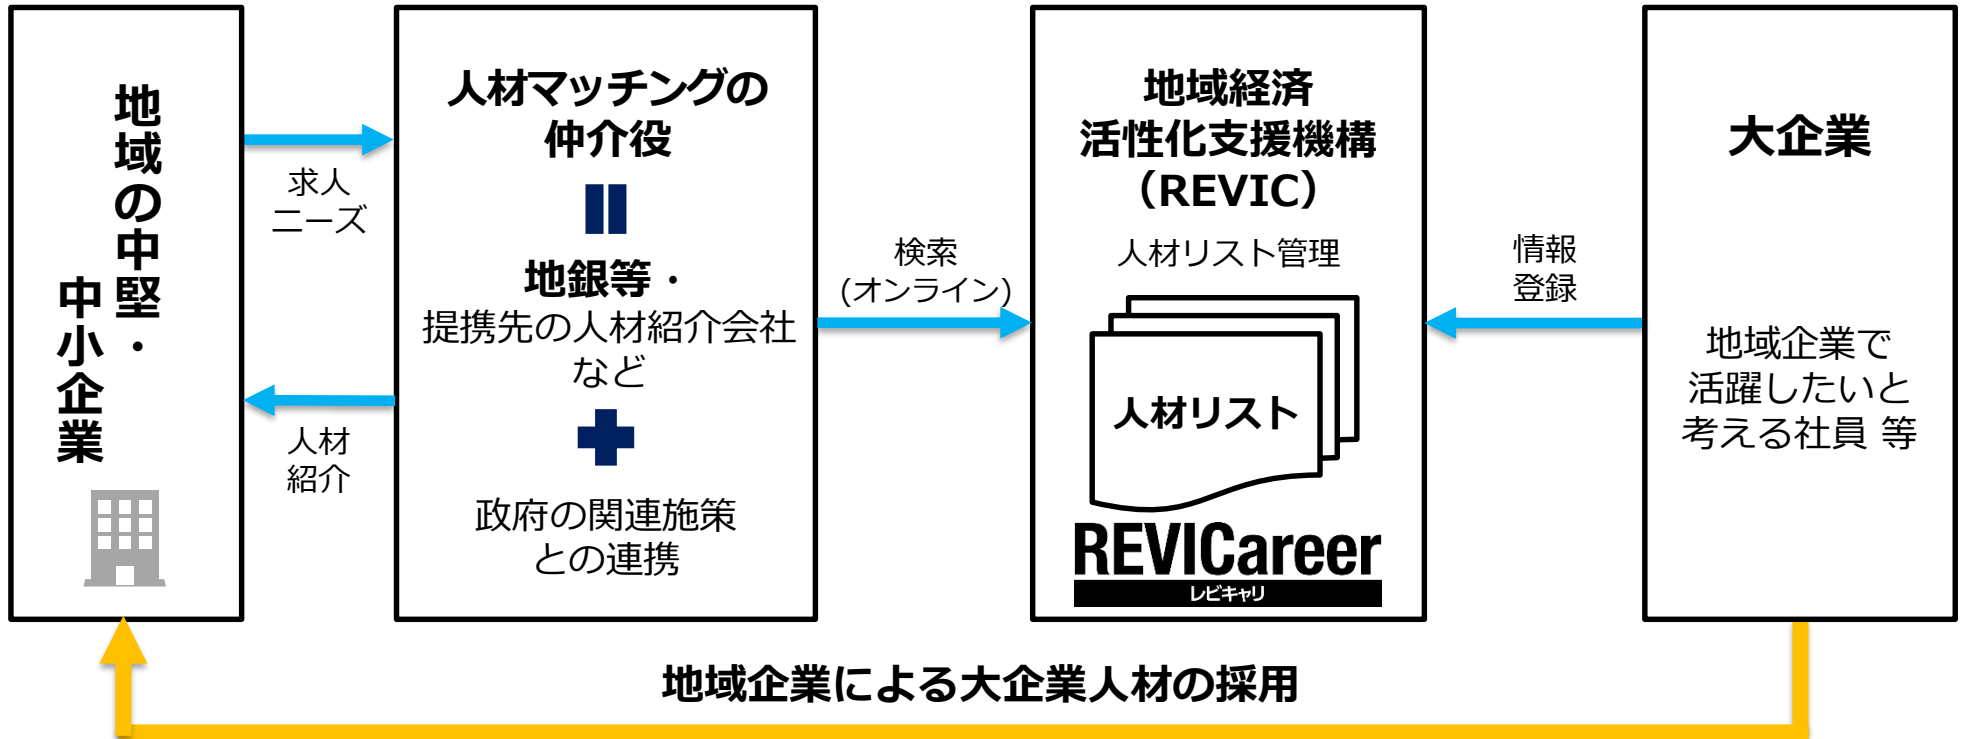 地域の中堅・
中小企業
求人
ニーズ
人材
紹介
人材マッチングの
仲介役
地銀等・
提携先の人材紹介会社
など
政府の関連施策
との連携
検索
(オンライン)
地域経済
活性化支援機構
（REVIC）
人材リスト管理
人材リスト
REVICareer
レビキャリ
情報
登録
大企業
地域企業で
活躍したいと
考える社員 等
地域企業による大企業人材の採用